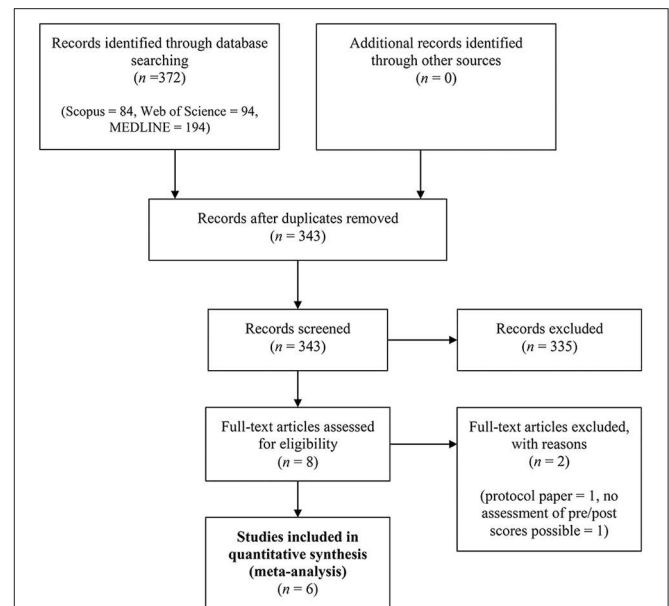 Records identified through database
searching
(n =372)
(Scopus = 84, Web of Science = 94,
MEDLINE = 194)
Additional records identified
through other sources
(n = 0)
Records after duplicates removed
(n = 343)
Records screened
(n = 343)
Records excluded
(n = 335)
Full-text articles assessed
for eligibility
(n = 8)
Full-text articles excluded,
with reasons
(n = 2)
(protocol paper = 1, no
assessment of pre/post
scores possible = 1)
Studies included in
quantitative synthesis
(meta-analysis)
(n = 6)